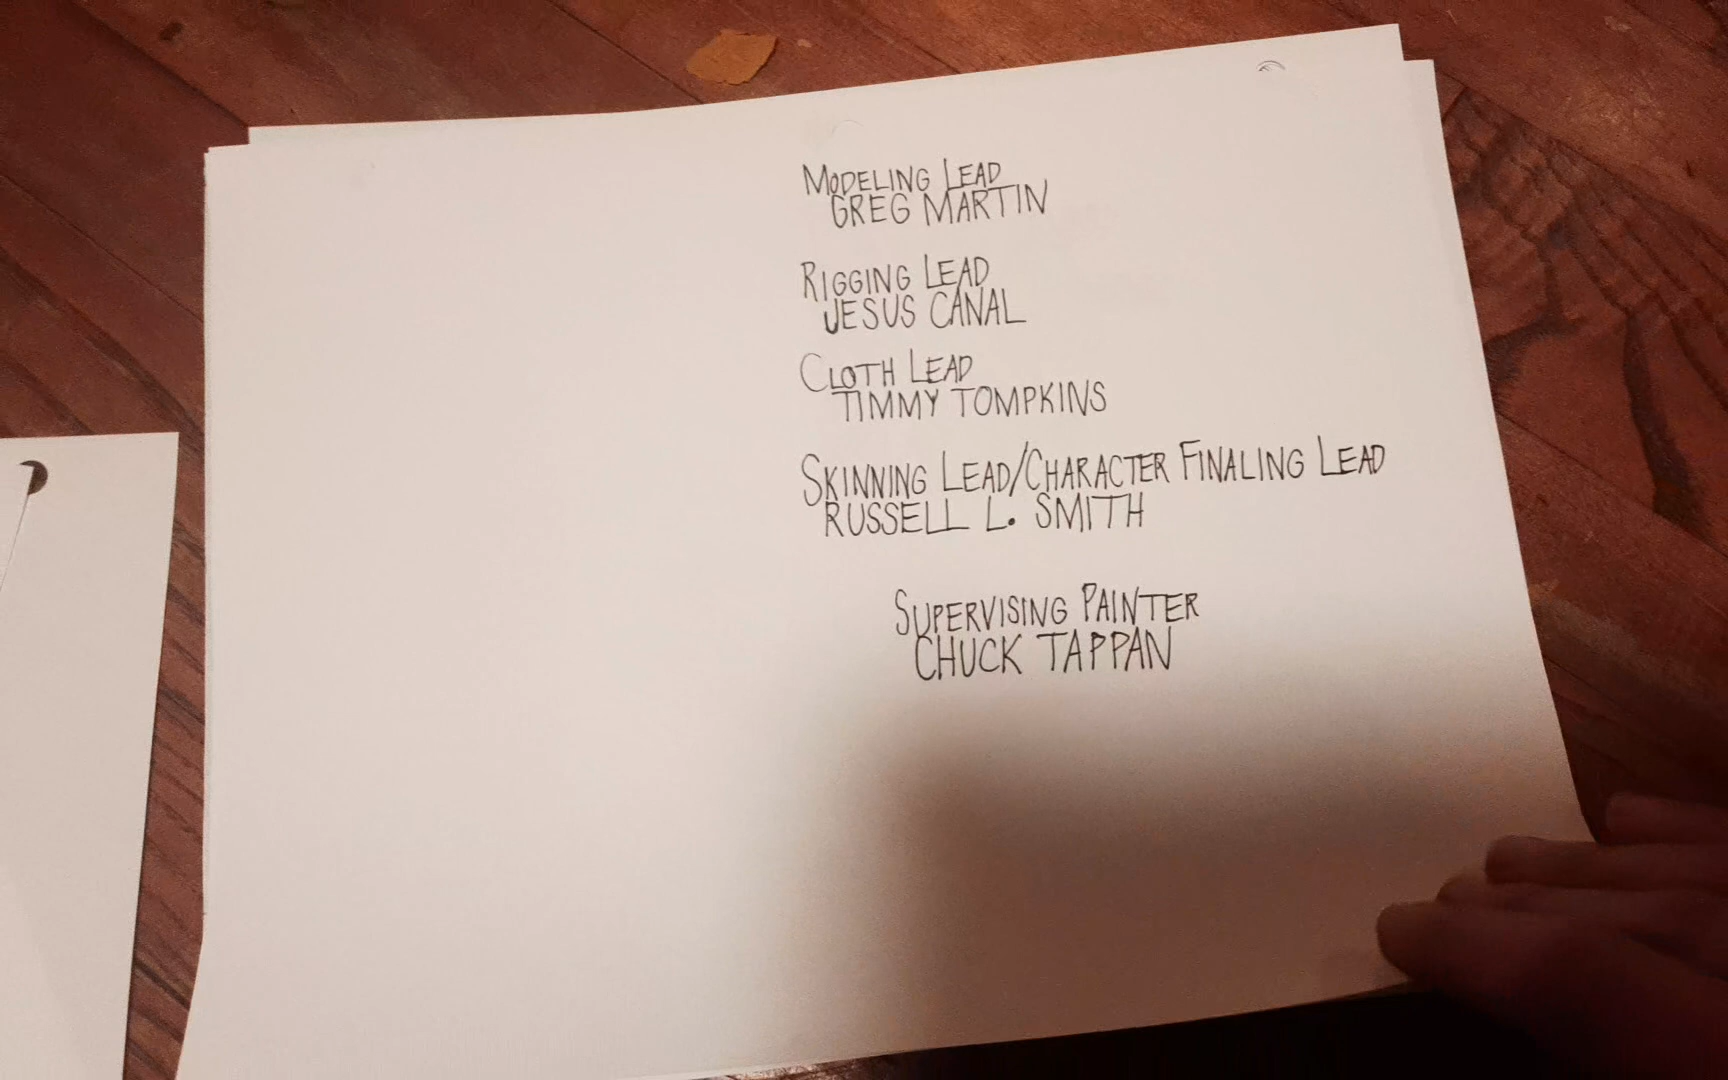 MODELING LEAD
GREG MARTIN
RIGGING LEAD
JESUS CANAL
CLOTH LEAD
TIMMY TOMPKINS
SKINNING LEAD/CHARACTER FINALING LEAD
RUSSELL L. SMITH
SUPERVISING PAINTER
CHUCK TAPPAN